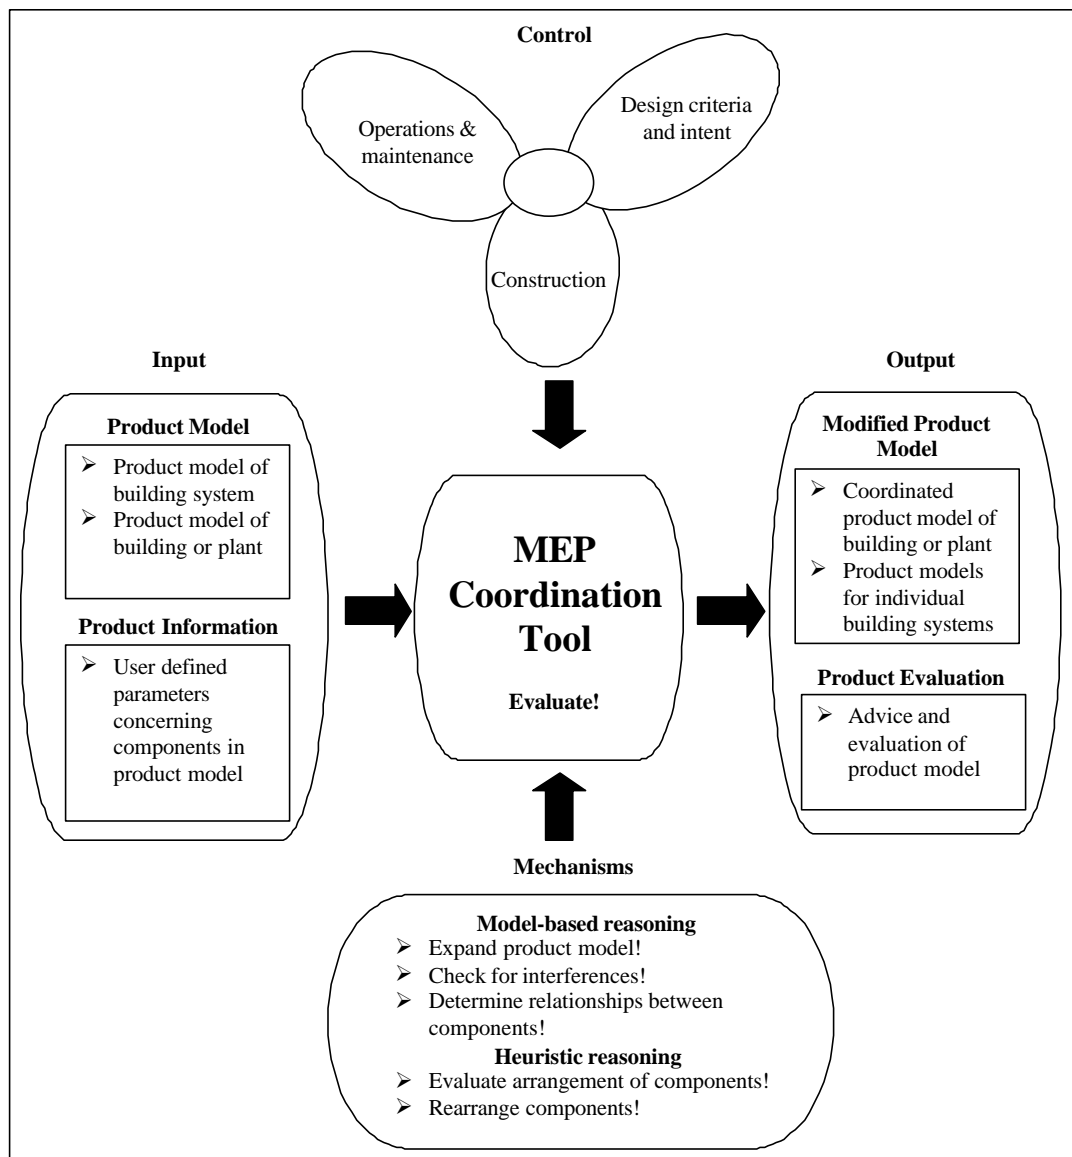 Control
Operations &
maintenance
Design criteria
and intent
Construction
Input
Product Model
➢ Product model of
building system
➢ Product model of
building or plant
Product Information
➢ User defined
parameters
concerning
components in
product model
MEP
Coordination
Tool
Evaluate!
Output
Modified Product
Model
➢ Coordinated
product model of
building or plant
➢ Product models
for individual
building systems
Product Evaluation
➢ Advice and
evaluation of
product model
Mechanisms
Model-based reasoning
➢ Expand product model!
➢ Check for interferences!
➢ Determine relationships between
components!
Heuristic reasoning
➢ Evaluate arrangement of components!
➢ Rearrange components!